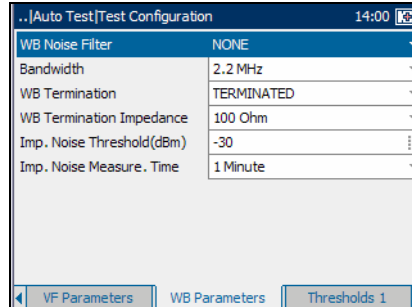 ..|Auto Test|Test Configuration 14:00
WB Noise Filter NONE
Bandwidth 2.2 MHz
WB Termination TERMINATED
WB Termination Impedance 100 Ohm
Imp. Noise Threshold(dBm) -30
Imp. Noise Measure. Time 1 Minute
VF Parameters WB Parameters Thresholds 1